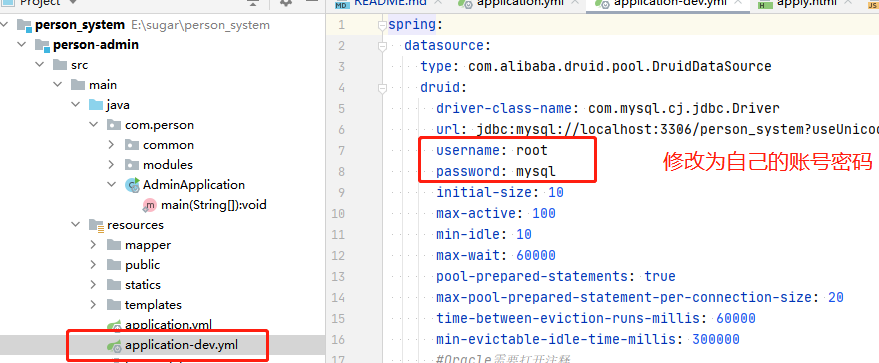 Project
README.md
application.yml
application-dev.yml
apply.html
person_system E:\sugar\person_system
person-admin
src
main
java
com.person
common
modules
AdminApplication
main(String[]):void
resources
mapper
public
statics
templates
application.yml
application-dev.yml
1 spring:
2 datasource:
3 type: com.alibaba.druid.pool.DruidDataSource
4 druid:
5 driver-class-name: com.mysql.cj.jdbc.Driver
6 url: jdbc:mysql://localhost:3306/person_system?useUnicod
7 username: root
8 password: mysql
修改为自己的账号密码
9 initial-size: 10
10 max-active: 100
11 min-idle: 10
12 max-wait: 60000
13 pool-prepared-statements: true
14 max-pool-prepared-statement-per-connection-size: 20
15 time-between-eviction-runs-millis: 60000
16 min-evictable-idle-time-millis: 300000
17 #Oracle需要打开注释